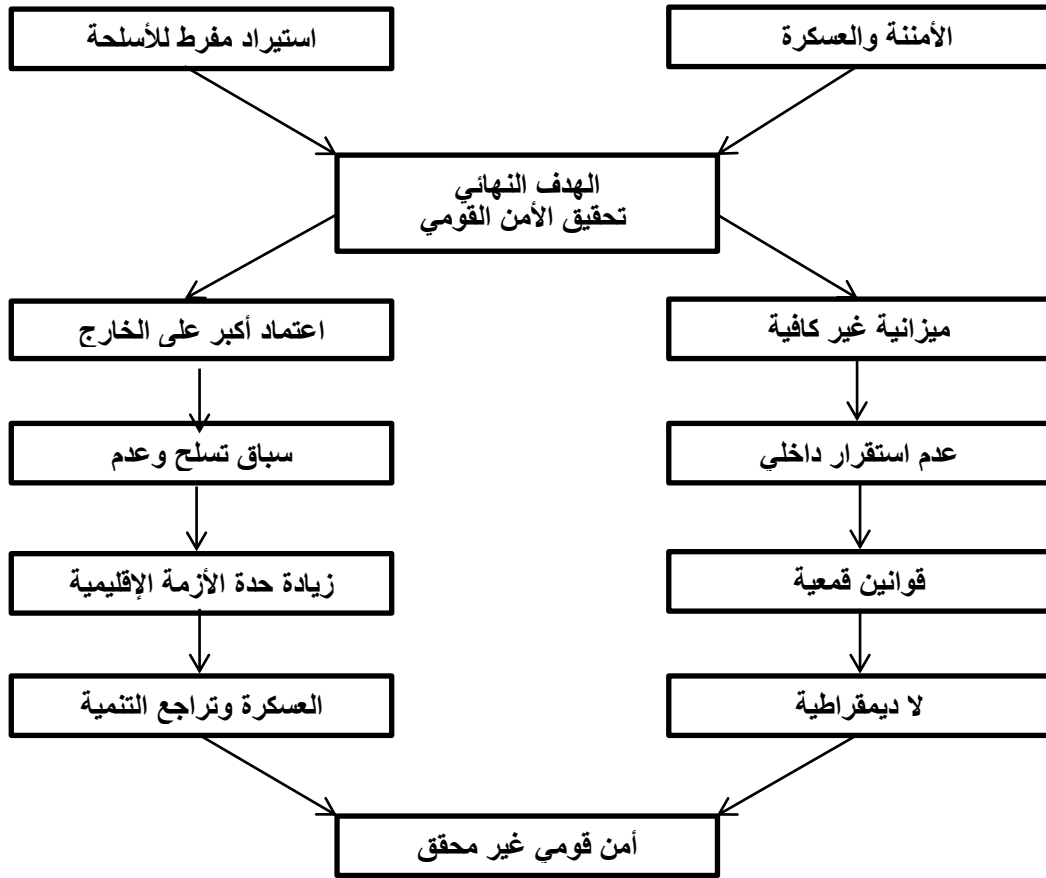 الأمننة والعسكرة
استيراد مفرط للأسلحة
الهدف النهائي
تحقيق الأمن القومي
ميزانية غير كافية
اعتماد أكبر على الخارج
عدم استقرار داخلي
سباق تسلح وعدم
قوانين قمعية
زيادة حدة الأزمة الإقليمية
لا ديمقراطية
العسكرة وتراجع التنمية
أمن قومي غير محقق